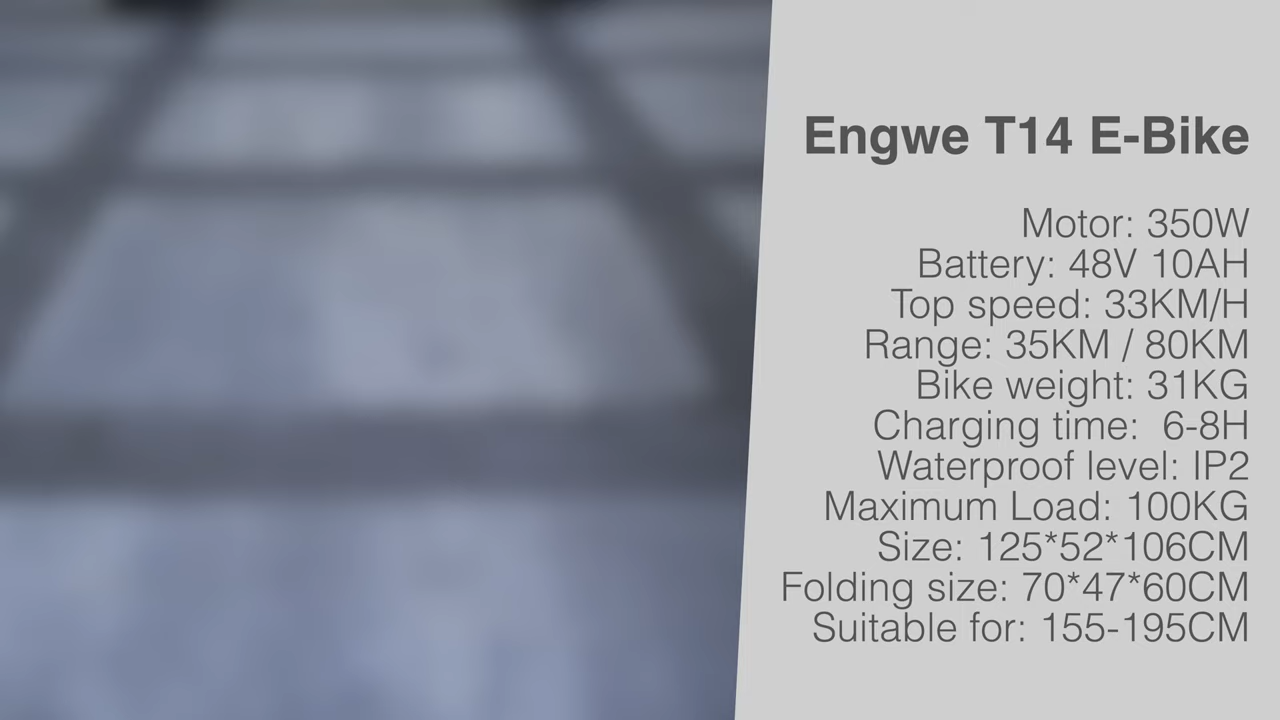 Engwe T14 E-Bike
Motor: 350W
Battery: 48V 10AH
Top speed: 33KM/H
Range: 35KM / 80KM
Bike weight: 31KG
Charging time:  6-8H
Waterproof level: IP2
Maximum Load: 100KG
Size: 125*52*106CM
Folding size: 70*47*60CM
Suitable for: 155-195CM